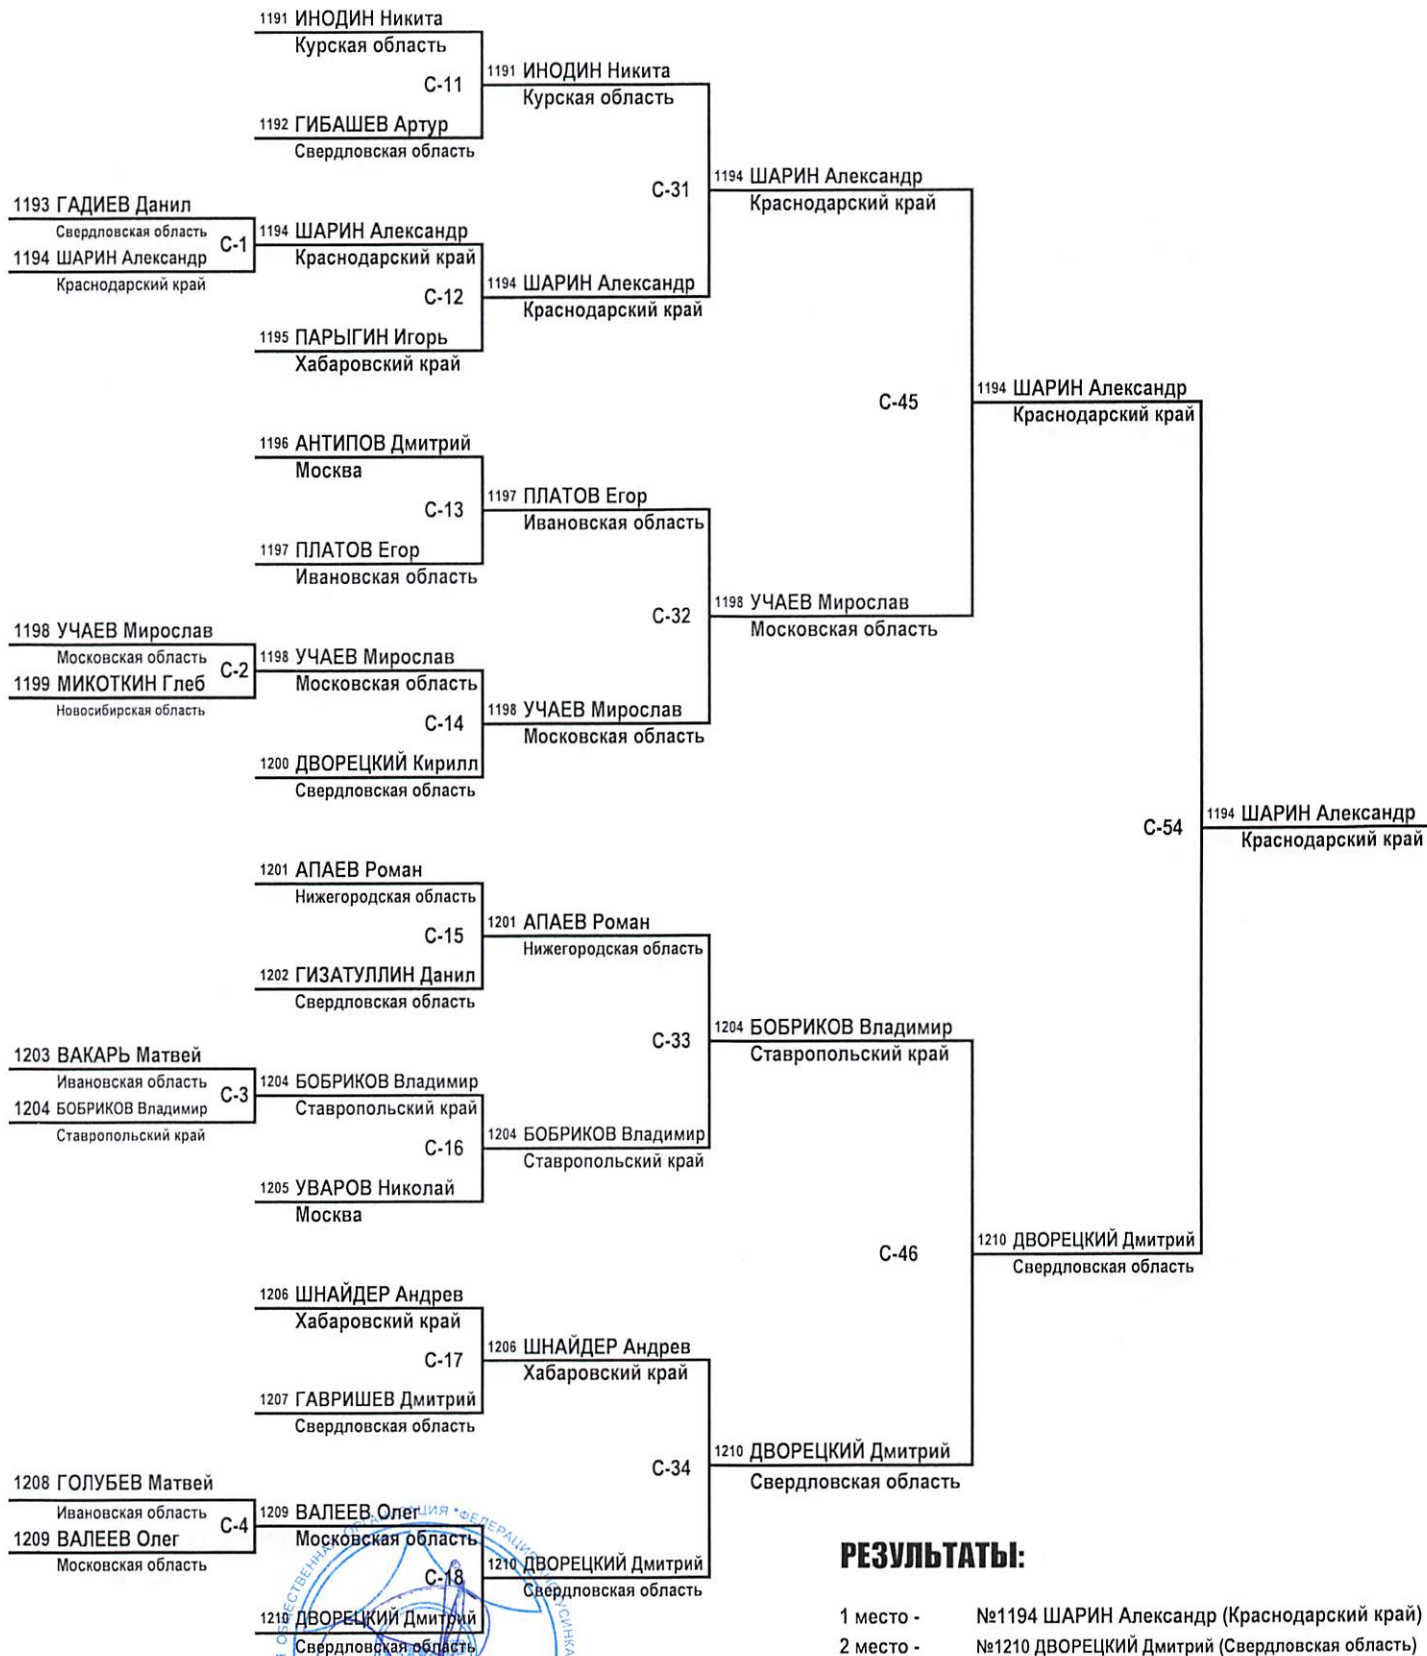 1191 ИНОДИН Никита
Курская область
С-11
1192 ГИБАШЕВ Артур
Свердловская область
1191 ИНОДИН Никита
Курская область
С-31
1193 ГАДИЕВ Данил
Свердловская область
С-1
1194 ШАРИН Александр
Краснодарский край
1194 ШАРИН Александр
Краснодарский край
С-12
1195 ПАРЫГИН Игорь
Хабаровский край
1194 ШАРИН Александр
Краснодарский край
1194 ШАРИН Александр
Краснодарский край
С-45
1196 АНТИПОВ Дмитрий
Москва
С-13
1197 ПЛАТОВ Егор
Ивановская область
1197 ПЛАТОВ Егор
Ивановская область
С-32
1198 УЧАЕВ Мирослав
Московская область
С-2
1199 МИКОТКИН Глеб
Новосибирская область
1198 УЧАЕВ Мирослав
Московская область
С-14
1200 ДВОРЕЦКИЙ Кирилл
Свердловская область
1198 УЧАЕВ Мирослав
Московская область
1198 УЧАЕВ Мирослав
Московская область
1194 ШАРИН Александр
Краснодарский край
С-54
1194 ШАРИН Александр
Краснодарский край
1201 АПАЕВ Роман
Нижегородская область
С-15
1202 ГИЗАТУЛЛИН Данил
Свердловская область
1201 АПАЕВ Роман
Нижегородская область
С-33
1203 ВАКАРЬ Матвей
Ивановская область
С-3
1204 БОБРИКОВ Владимир
Ставропольский край
1204 БОБРИКОВ Владимир
Ставропольский край
С-16
1205 УВАРОВ Николай
Москва
1204 БОБРИКОВ Владимир
Ставропольский край
1204 БОБРИКОВ Владимир
Ставропольский край
С-46
1210 ДВОРЕЦКИЙ Дмитрий
Свердловская область
1206 ШНАЙДЕР Андрев
Хабаровский край
С-17
1207 ГАВРИШЕВ Дмитрий
Свердловская область
1206 ШНАЙДЕР Андрев
Хабаровский край
С-34
1210 ДВОРЕЦКИЙ Дмитрий
Свердловская область
1208 ГОЛУБЕВ Матвей
Ивановская область
С-4
1209 ВАЛЕЕВ Олег
Московская область
1209 ВАЛЕЕВ Олег
Московская область
С-18
1210 ДВОРЕЦКИЙ Дмитрий
Свердловская область
1210 ДВОРЕЦКИЙ Дмитрий
Свердловская область
РЕЗУЛЬТАТЫ:
1 место - №1194 ШАРИН Александр (Краснодарский край)
2 место - №1210 ДВОРЕЦКИЙ Дмитрий (Свердловская область)